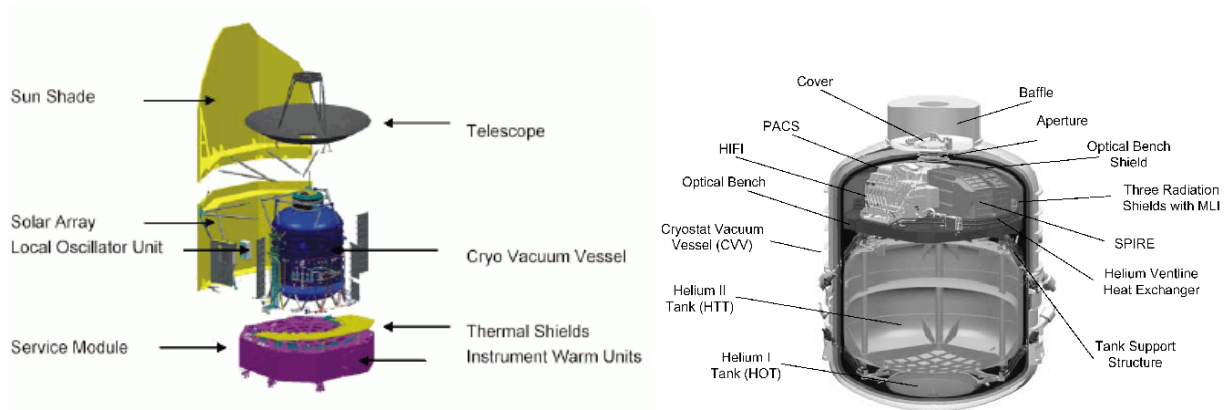 Sun Shade
Telescope
Solar Array
Local Oscillator Unit
Cryo Vacuum Vessel
Thermal Shields
Service Module
Instrument Warm Units
Cover
Baffle
PACS
Aperture
HIFI
Optical Bench
Shield
Optical Bench
Three Radiation
Shields with MLI
Cryostat Vacuum
Vessel (CVV)
SPIRE
Helium Ventline
Heat Exchanger
Helium II
Tank (HTT)
Tank Support
Structure
Helium I
Tank (HOT)